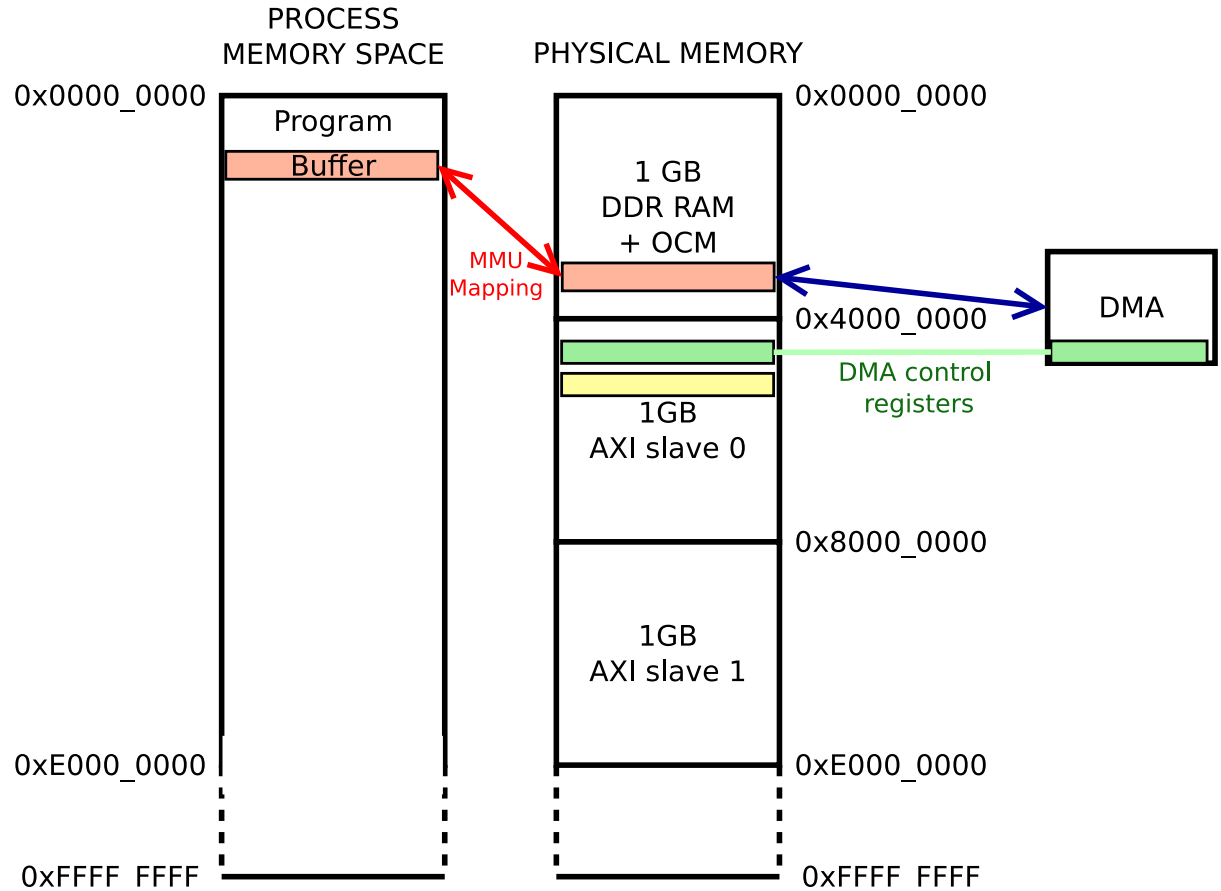 PROCESS
MEMORY SPACE
PHYSICAL MEMORY
0x0000_0000
0x0000_0000
Program
Buffer
1 GB
DDR RAM
+ OCM
MMU
Mapping
DMA
0x4000_0000
DMA control
registers
1GB
AXI slave 0
0x8000_0000
1GB
AXI slave 1
0xE000_0000
0xE000_0000
0xFFFF_FFFF
0xFFFF_FFFF